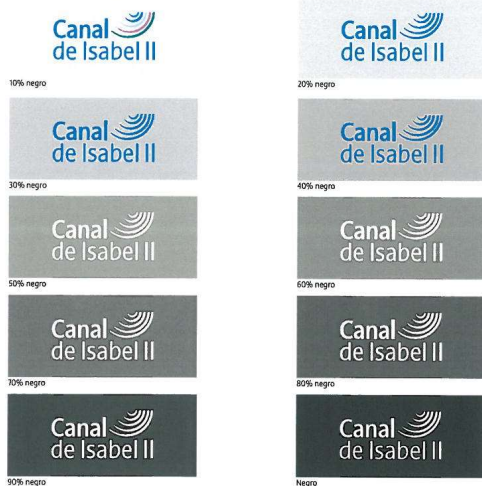 Canal
de Isabel II
10% negro
Canal
de Isabel II
20% negro
Canal
de Isabel II
30% negro
Canal
de Isabel II
40% negro
Canal
de Isabel II
50% negro
Canal
de Isabel II
60% negro
Canal
de Isabel II
70% negro
Canal
de Isabel II
80% negro
Canal
de Isabel II
90% negro
Canal
de Isabel II
Negro